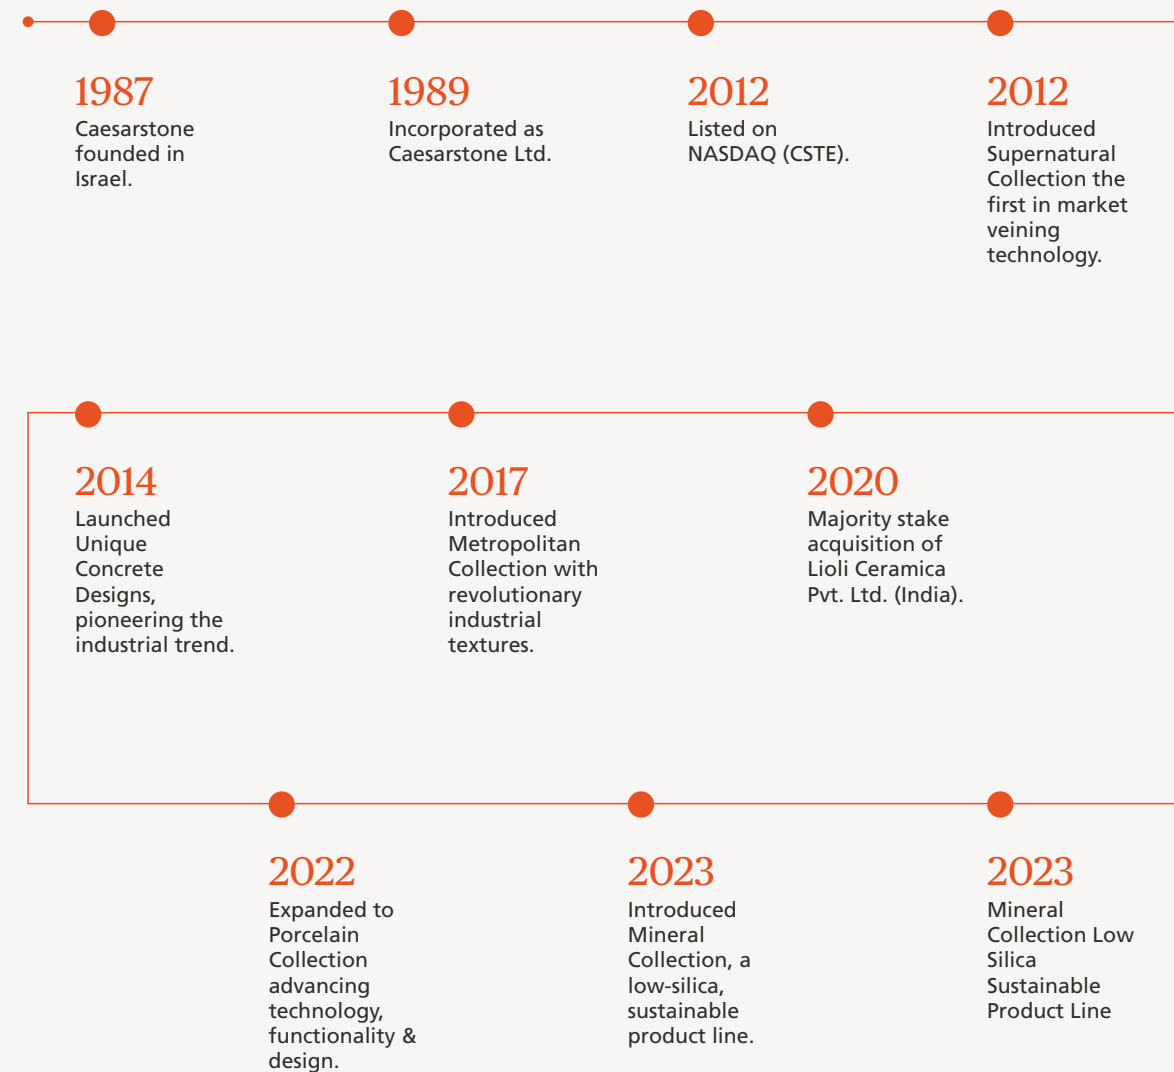 1987
Caesarstone
founded in
Israel.
1989
Incorporated as
Caesarstone Ltd.
2012
Listed on
NASDAQ (CSTE).
2012
Introduced
Supernatural
Collection the
first in market
veining
technology.
2014
Launched
Unique
Concrete
Designs,
pioneering the
industrial trend.
2017
Introduced
Metropolitan
Collection with
revolutionary
industrial
textures.
2020
Majority stake
acquisition of
Lioli Ceramica
Pvt. Ltd. (India).
2022
Expanded to
Porcelain
Collection
advancing
technology,
functionality &
design.
2023
Introduced
Mineral
Collection, a
low-silica,
sustainable
product line.
2023
Mineral
Collection Low
Silica
Sustainable
Product Line